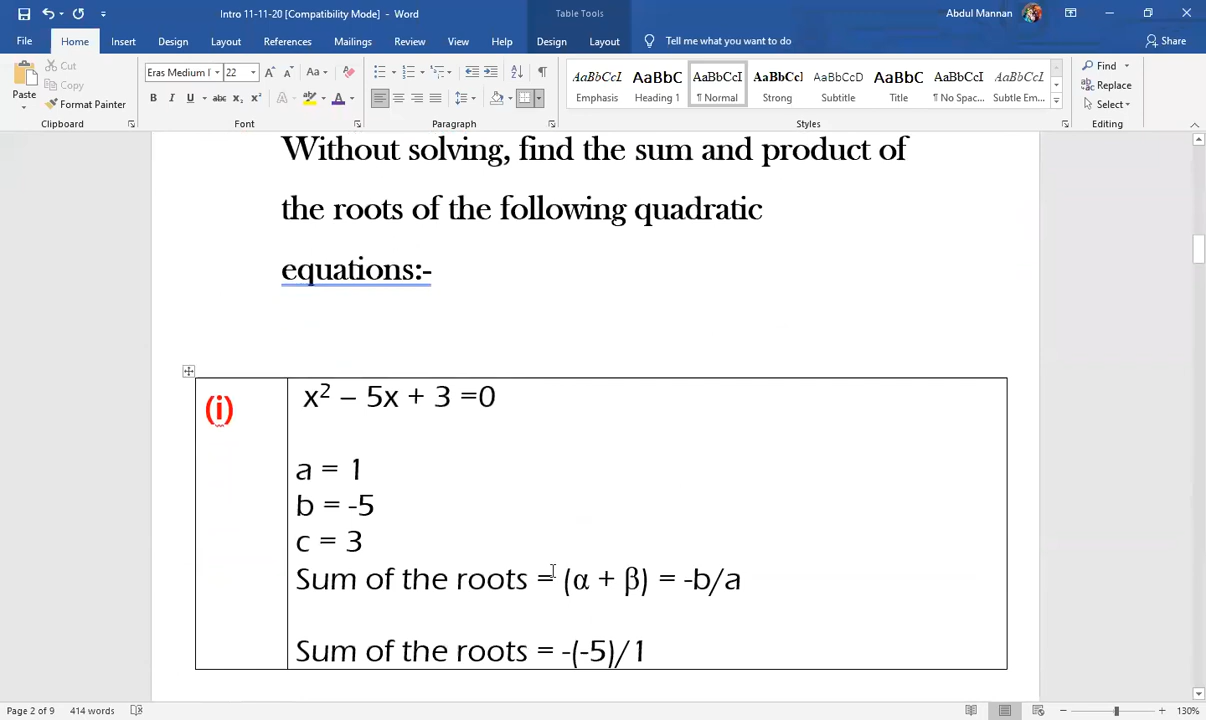 Intro 11-11-20 [Compatibility Mode] - Word
Table Tools
Abdul Mannan
File Home Insert Design Layout References Mailings Review View Help Design Layout Tell me what you want to do Share
Paste
Cut
Copy
Format Painter
Eras Medium I 22
Aa
B I U abc x₂ x² A A
AaBbCcI AaBbC AaBbCcI AaBbCcI AaBbCcD AaBbC AaBbCcI AaBbCcI
Emphasis Heading 1 ¶ Normal Strong Subtitle Title ¶ No Spac... Subtle Em...
Find
Replace
Select
Clipboard Font Paragraph Styles Editing
Without solving, find the sum and product of
the roots of the following quadratic
equations:-
(i)
x² – 5x + 3 =0
a = 1
b = -5
c = 3
Sum of the roots = (α + β) = -b/a
Sum of the roots = -(-5)/1
Page 2 of 9 414 words 130%